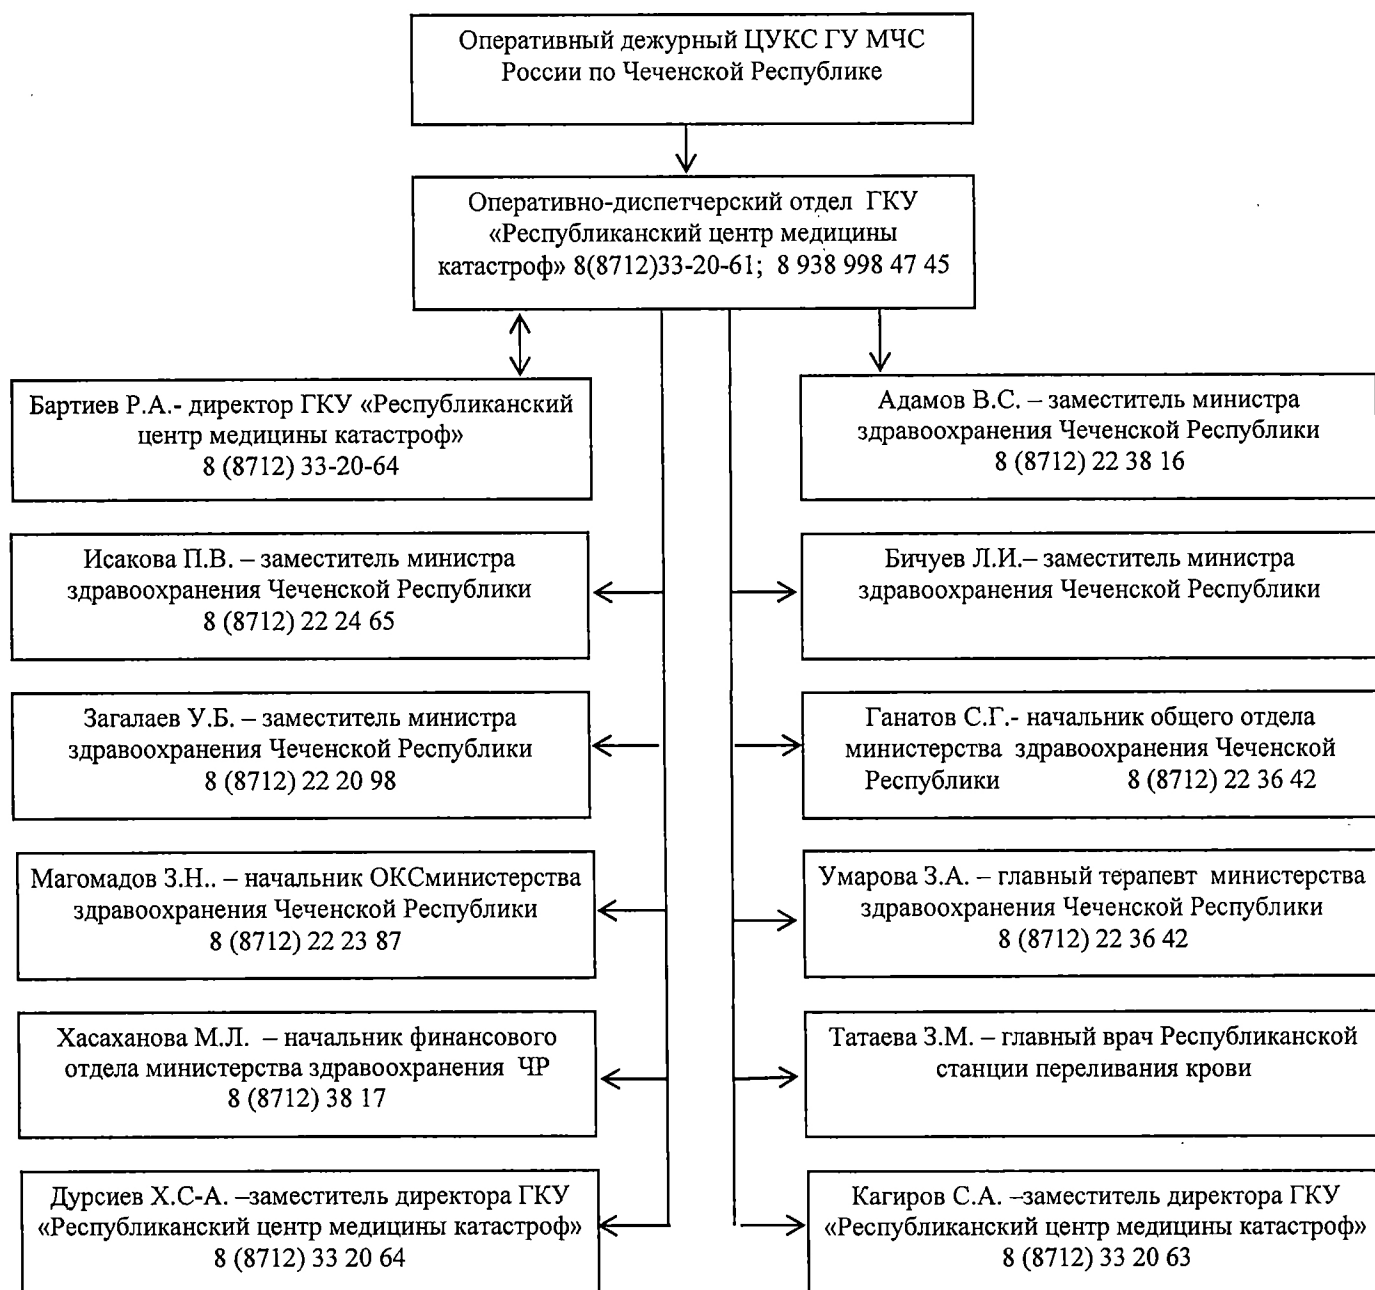 Оперативный дежурный ЦУКС ГУ МЧС
России по Чеченской Республике
Оперативно-диспетчерский отдел ГКУ
«Республиканский центр медицины
катастроф» 8(8712)33-20-61; 8 938 998 47 45
Бартиев Р.А.- директор ГКУ «Республиканский
центр медицины катастроф»
8 (8712) 33-20-64
Адамов В.С. – заместитель министра
здравоохранения Чеченской Республики
8 (8712) 22 38 16
Исакова П.В. – заместитель министра
здравоохранения Чеченской Республики
8 (8712) 22 24 65
Бичуев Л.И.– заместитель министра
здравоохранения Чеченской Республики
Загалаев У.Б. – заместитель министра
здравоохранения Чеченской Республики
8 (8712) 22 20 98
Ганатов С.Г.- начальник общего отдела
министерства здравоохранения Чеченской
Республики 8 (8712) 22 36 42
Магомадов З.Н.. – начальник ОКСминистерства
здравоохранения Чеченской Республики
8 (8712) 22 23 87
Умарова З.А. – главный терапевт министерства
здравоохранения Чеченской Республики
8 (8712) 22 36 42
Хасаханова М.Л. – начальник финансового
отдела министерства здравоохранения ЧР
8 (8712) 38 17
Татаева З.М. – главный врач Республиканской
станции переливания крови
Дурсиев Х.С-А. –заместитель директора ГКУ
«Республиканский центр медицины катастроф»
8 (8712) 33 20 64
Кагиров С.А. –заместитель директора ГКУ
«Республиканский центр медицины катастроф»
8 (8712) 33 20 63